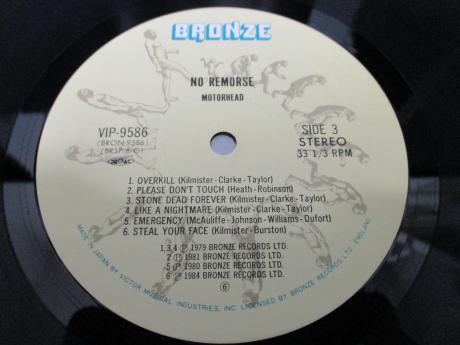 BRONZE
NO REMORSE
MOTORHEAD
VIP-9586
(BRON-9586)
SIDE 3
STEREO
33 1/3 RPM
1. OVERKILL (Kilmister-Clarke-Taylor)
2. PLEASE DON'T TOUCH (Heath-Robinson)
3. STONE DEAD FOREVER (Kilmister-Clarke-Taylor)
4. LIKE A NIGHTMARE (Kilmister-Clarke-Taylor)
5. EMERGENCY (McAuliffe-Johnson-Williams-Dufort)
6. STEAL YOUR FACE (Kilmister-Burston)
1,3,4 Ⓟ 1979 BRONZE RECORDS LTD.
2 Ⓟ 1981 BRONZE RECORDS LTD.
5 Ⓟ 1980 BRONZE RECORDS LTD.
6 Ⓟ 1984 BRONZE RECORDS LTD.
⑥
MADE IN JAPAN BY VICTOR MUSICAL INDUSTRIES, INC. LICENSED BY BRONZE RECORDS LTD., ENGLAND